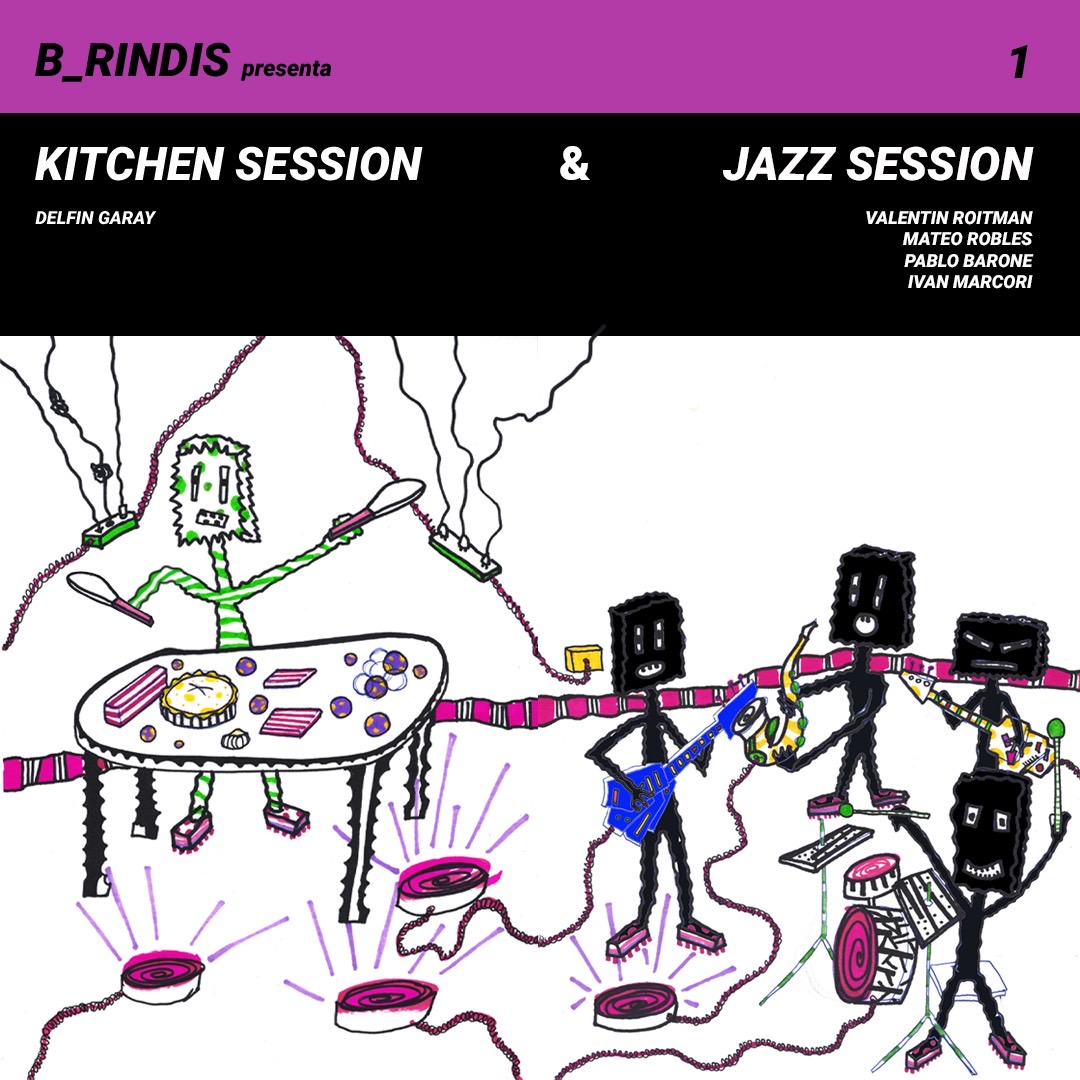 B_RINDIS presenta 1
KITCHEN SESSION & JAZZ SESSION
DELFIN GARAY
VALENTIN ROITMAN
MATEO ROBLES
PABLO BARONE
IVAN MARCORI